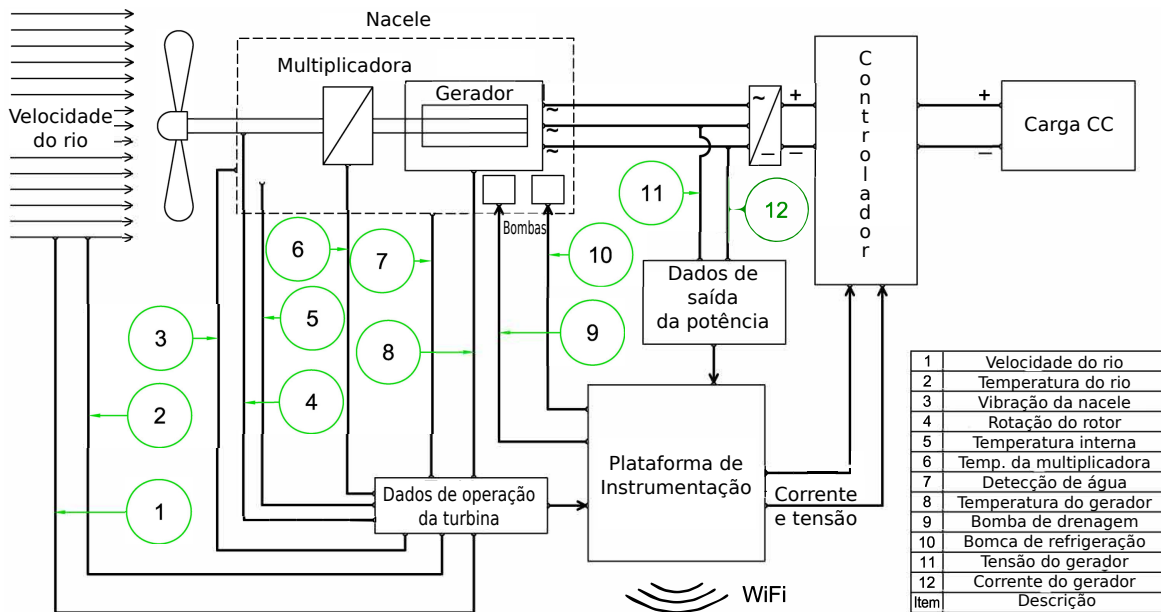 Nacele
Multiplicadora
Gerador
Velocidade
do rio
~
~
~
~
–
+
–
Controlador
+
–
Carga CC
Bombas
11
12
6
7
10
5
3
8
9
4
2
1
Dados de
saída
da potência
Dados de operação
da turbina
Plataforma de
Instrumentação
Corrente
e tensão
WiFi
1 Velocidade do rio
2 Temperatura do rio
3 Vibração da nacele
4 Rotação do rotor
5 Temperatura interna
6 Temp. da multiplicadora
7 Detecção de água
8 Temperatura do gerador
9 Bomba de drenagem
10 Bomca de refrigeração
11 Tensão do gerador
12 Corrente do gerador
Item Descrição